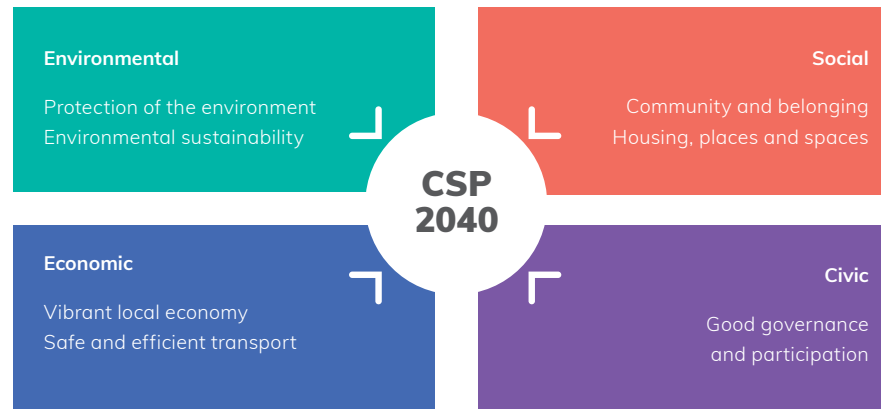 Environmental
Protection of the environment
Environmental sustainability
Social
Community and belonging
Housing, places and spaces
CSP
2040
Economic
Vibrant local economy
Safe and efficient transport
Civic
Good governance
and participation